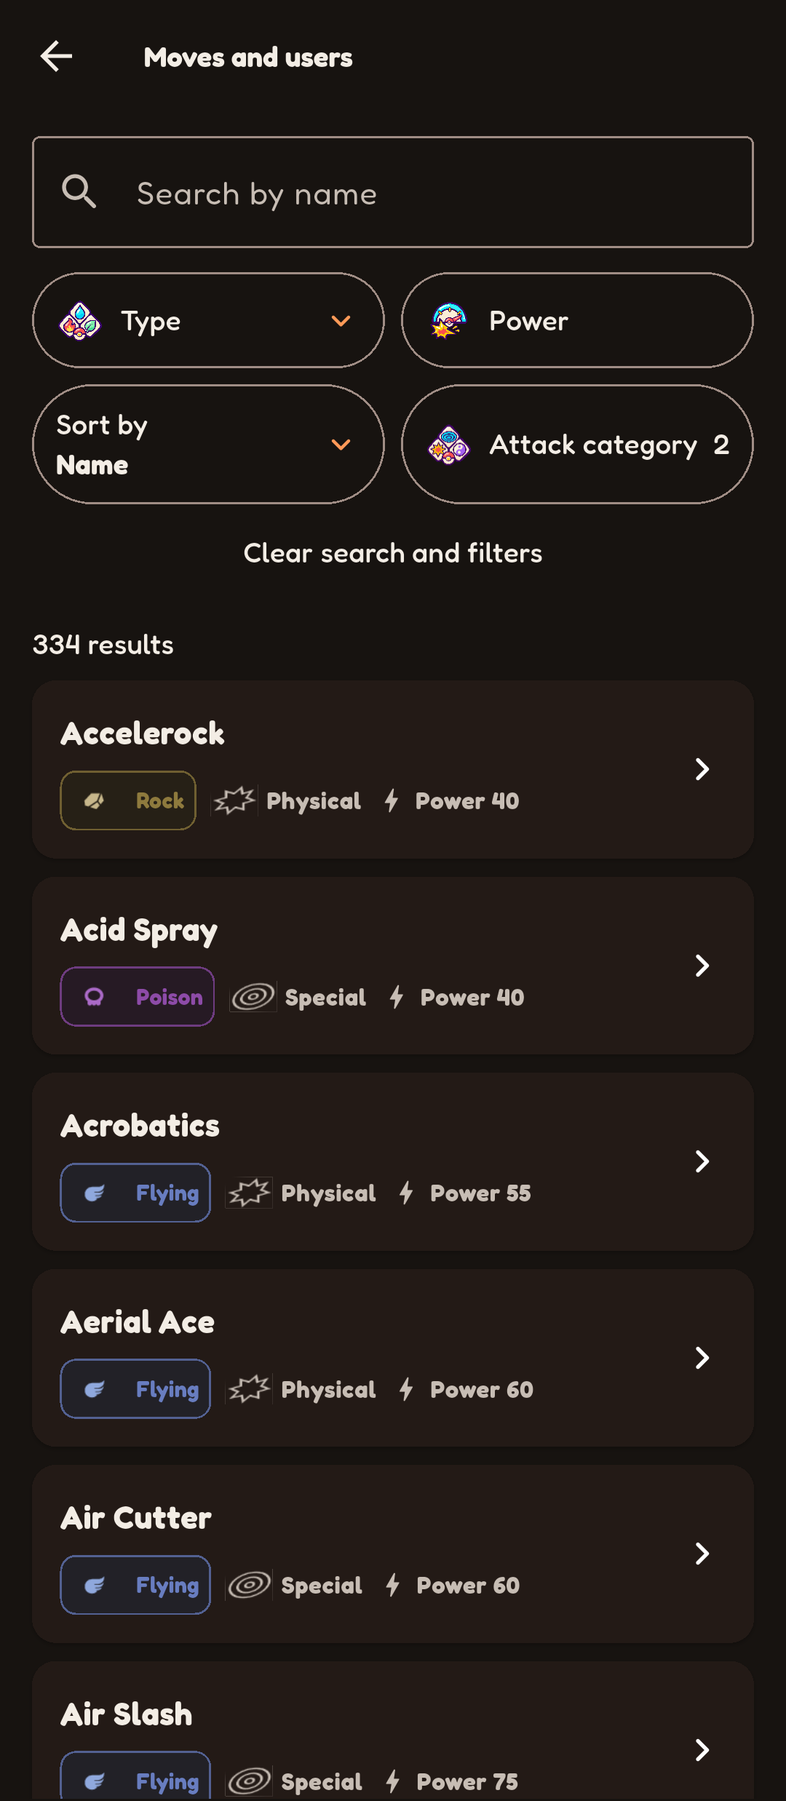 Moves and users
Search by name
Type
Power
Sort by
Name
Attack category 2
Clear search and filters
334 results
Accelerock
Rock Physical Power 40
Acid Spray
Poison Special Power 40
Acrobatics
Flying Physical Power 55
Aerial Ace
Flying Physical Power 60
Air Cutter
Flying Special Power 60
Air Slash
Flying Special Power 75